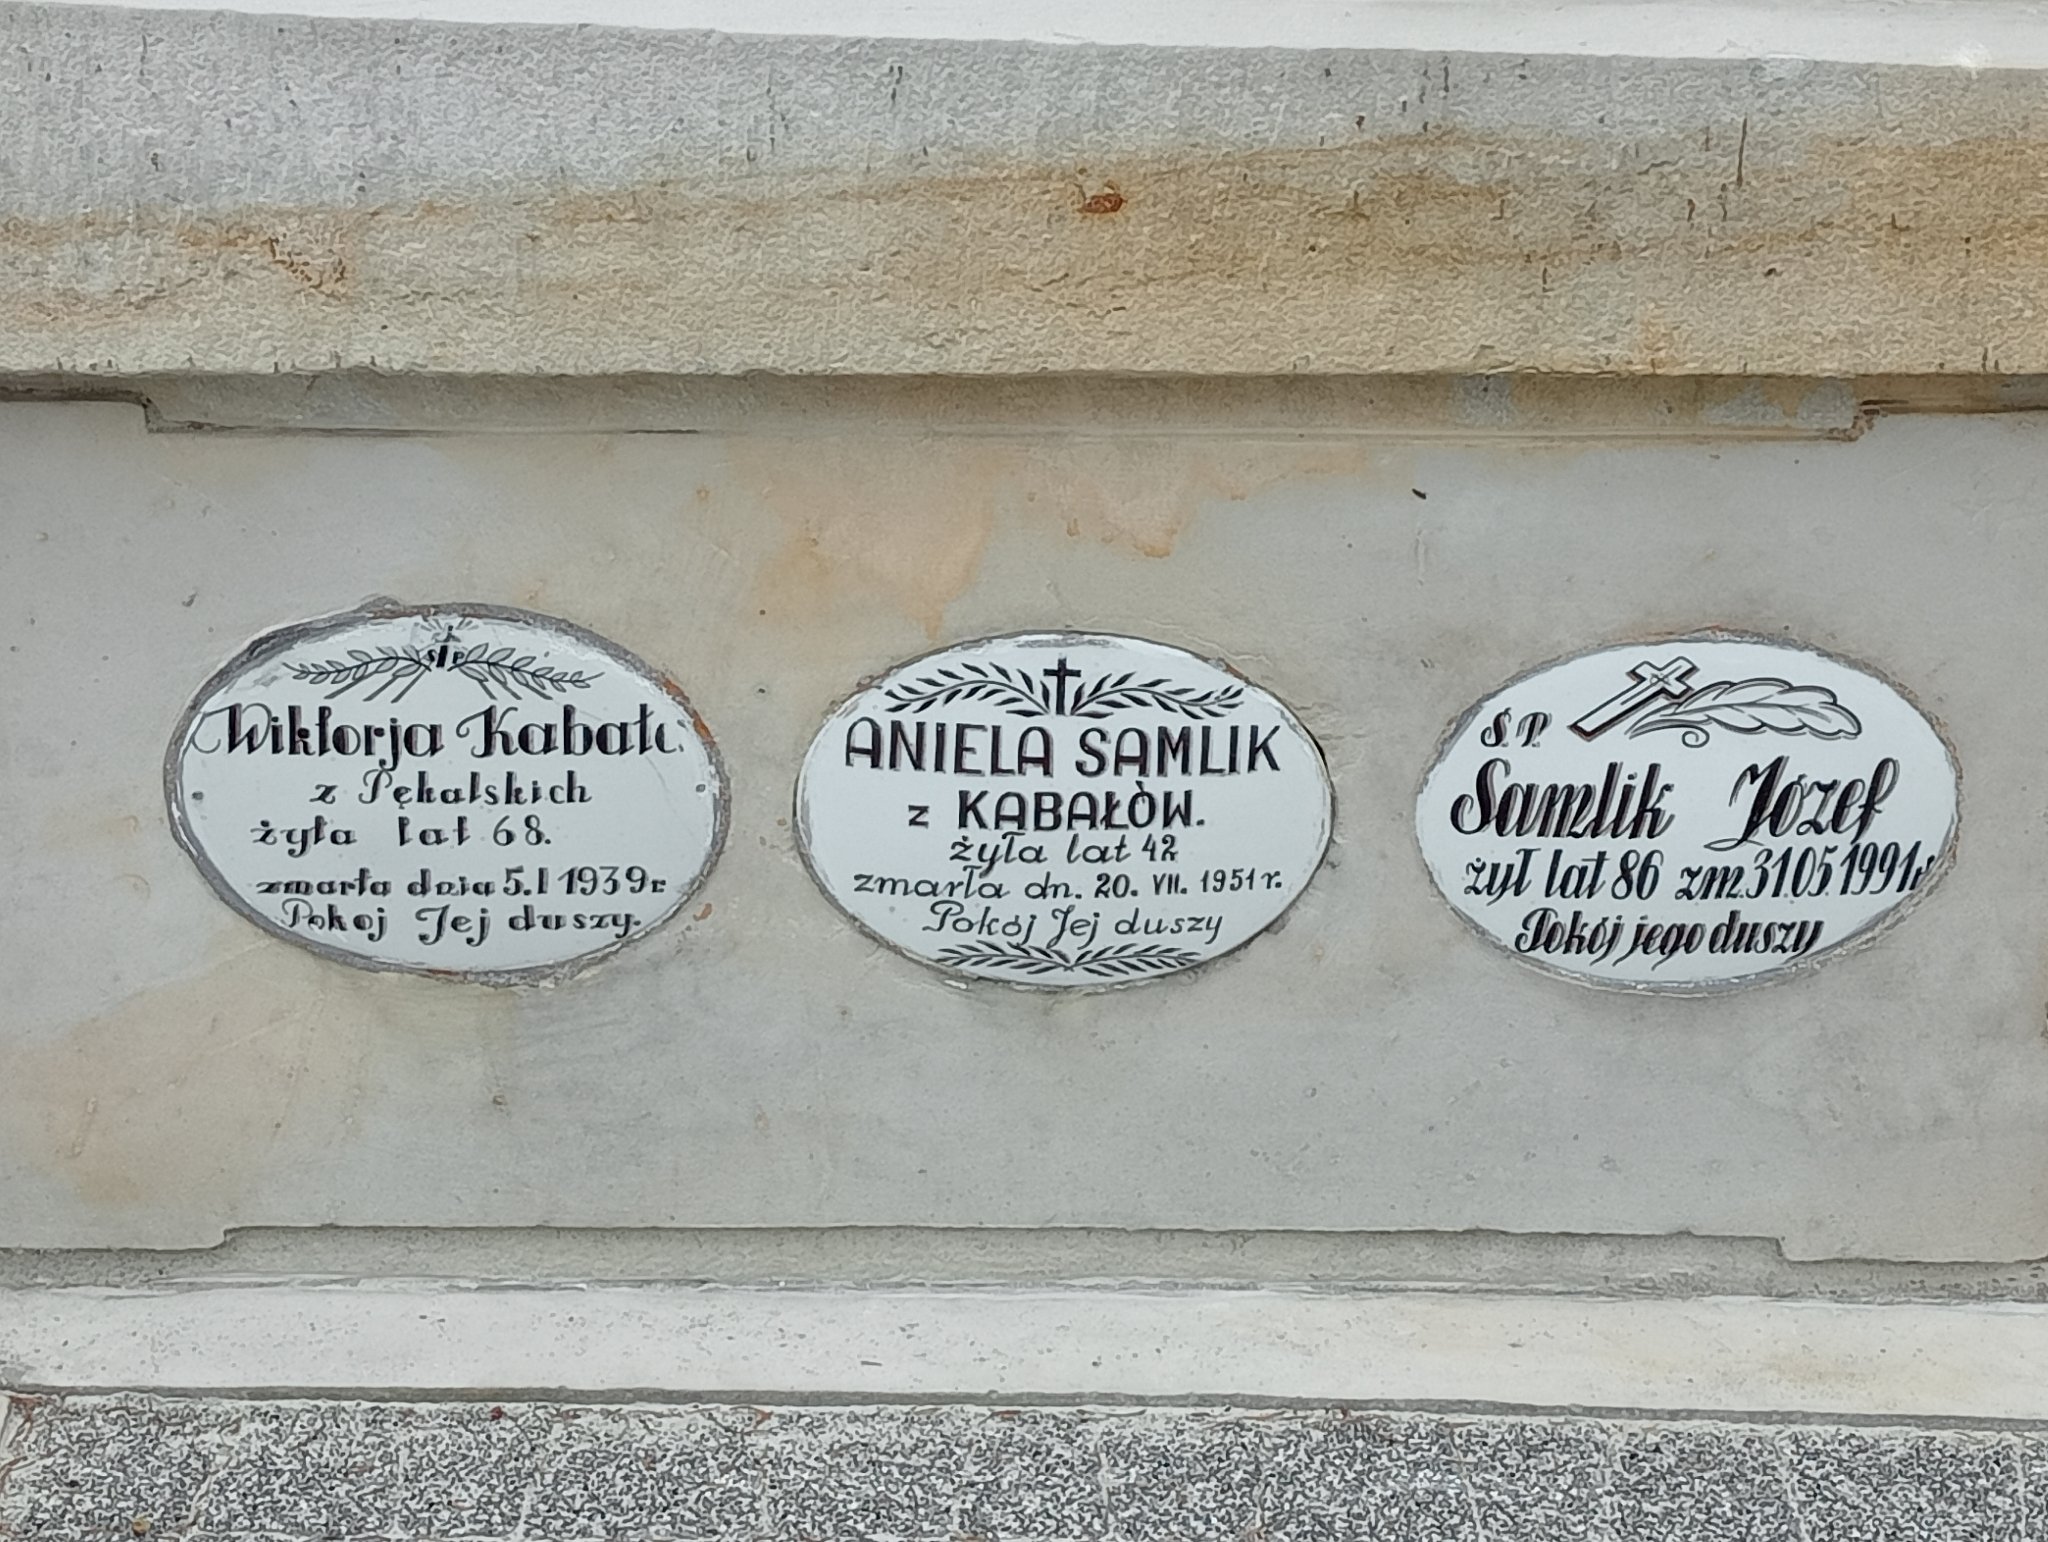 Ś P
Wiktorja Kabała
z Pękalskich
żyła lat 68.
zmarła dnia 5.I 1939 r.
Pokoj Jej duszy.
ANIELA SAMLIK
z KABAŁÓW.
żyła lat 42
zmarła dn. 20. VII. 1951 r.
Pokój Jej duszy
Ś.P.
Samlik Józef
żył lat 86 zm. 31.05.1991 r.
Pokój jego duszy